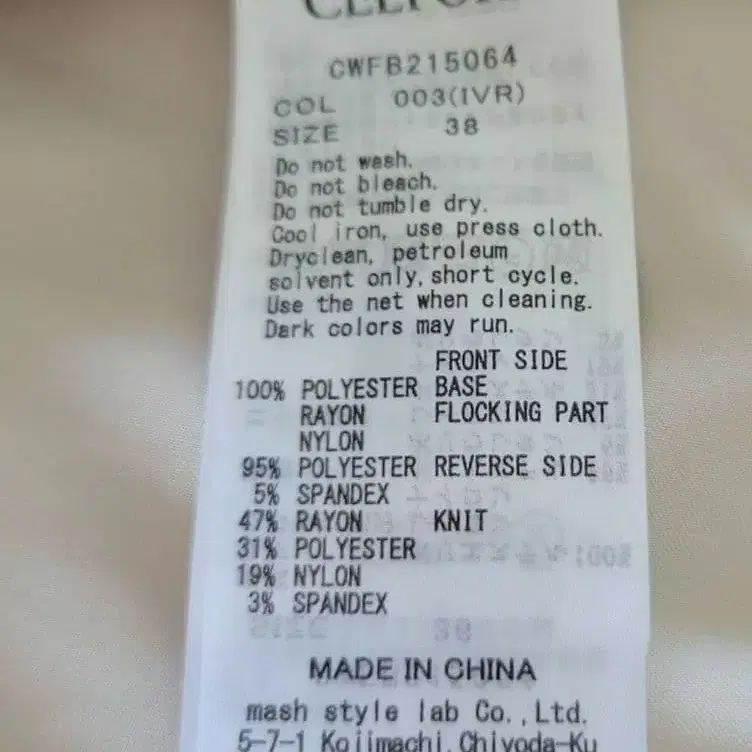 CWFB215064
COL 003(IVR)
SIZE 38
Do not wash.
Do not bleach.
Do not tumble dry.
Cool iron, use press cloth.
Dryclean, petroleum
solvent only, short cycle.
Use the net when cleaning.
Dark colors may run.
FRONT SIDE
100% POLYESTER BASE
RAYON FLOCKING PART
NYLON
95% POLYESTER REVERSE SIDE
5% SPANDEX
47% RAYON KNIT
31% POLYESTER
19% NYLON
3% SPANDEX
MADE IN CHINA
mash style lab Co.,Ltd.
5-7-1 Kojimachi, Chiyoda-Ku